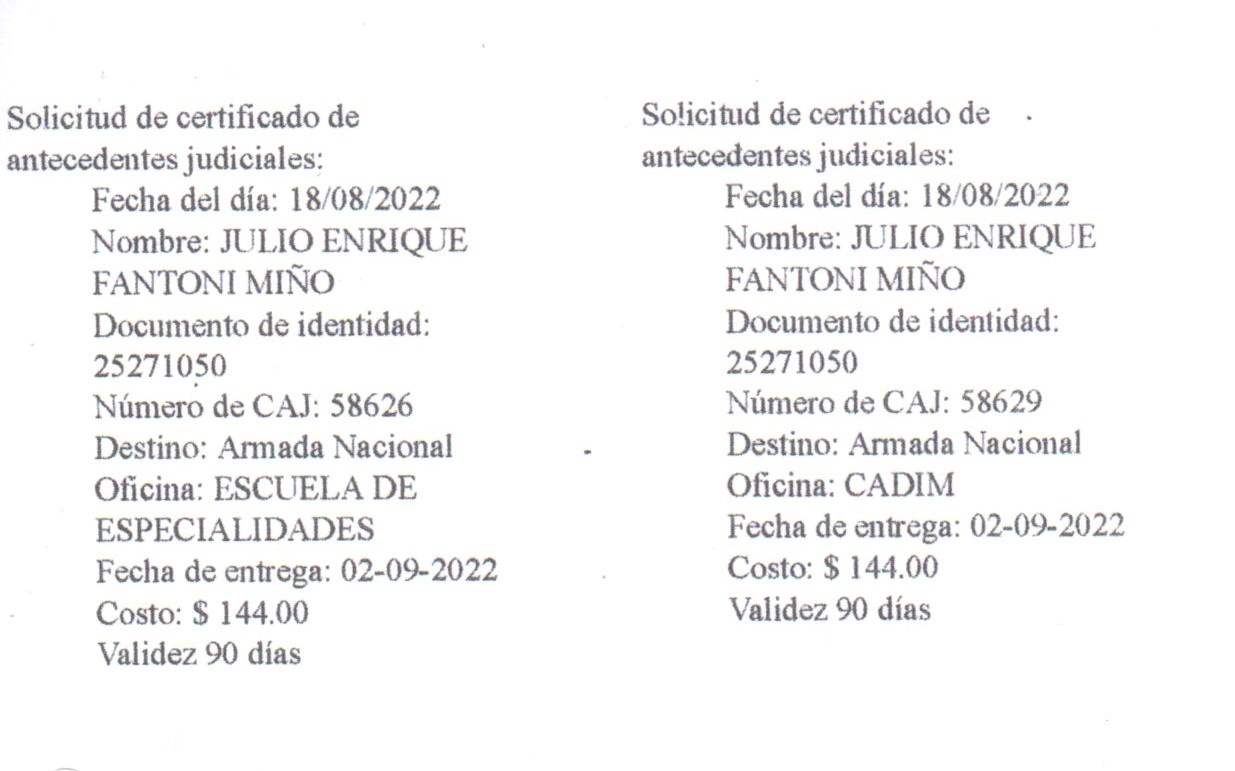 Solicitud de certificado de
antecedentes judiciales:
Fecha del día: 18/08/2022
Nombre: JULIO ENRIQUE
FANTONI MIÑO
Documento de identidad:
25271050
Número de CAJ: 58626
Destino: Armada Nacional
Oficina: ESCUELA DE
ESPECIALIDADES
Fecha de entrega: 02-09-2022
Costo: $ 144.00
Validez 90 días
Solicitud de certificado de
antecedentes judiciales:
Fecha del día: 18/08/2022
Nombre: JULIO ENRIQUE
FANTONI MIÑO
Documento de identidad:
25271050
Número de CAJ: 58629
Destino: Armada Nacional
Oficina: CADIM
Fecha de entrega: 02-09-2022
Costo: $ 144.00
Validez 90 días